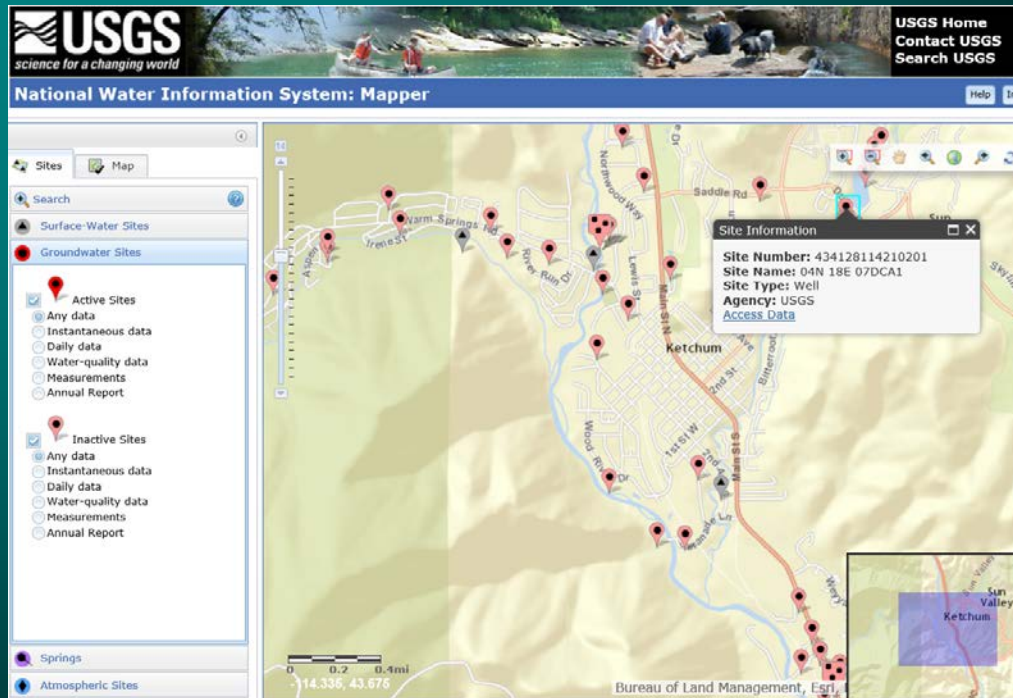 USGS
science for a changing world
USGS Home
Contact USGS
Search USGS
National Water Information System: Mapper
Help
Sites
Map
Search
Surface-Water Sites
Groundwater Sites
Active Sites
Any data
Instantaneous data
Daily data
Water-quality data
Measurements
Annual Report
Inactive Sites
Any data
Instantaneous data
Daily data
Water-quality data
Measurements
Annual Report
Springs
Atmospheric Sites
Northwood Way
Saddle Rd
Warm Springs Rd
Irene St
River Run Dr
Lewis St
Main St N
Sun
Site Information
Site Number: 434128114210201
Site Name: 04N 18E 07DCA1
Site Type: Well
Agency: USGS
Access Data
Ketchum
2nd St
Bitterroot
1st St W
Wood River Dr
2nd A
Main St S
0
0.2
0.4mi
-114.335, 43.675
Bureau of Land Management, Esri,
Sun Valley
Sun
Valley
Ketchum